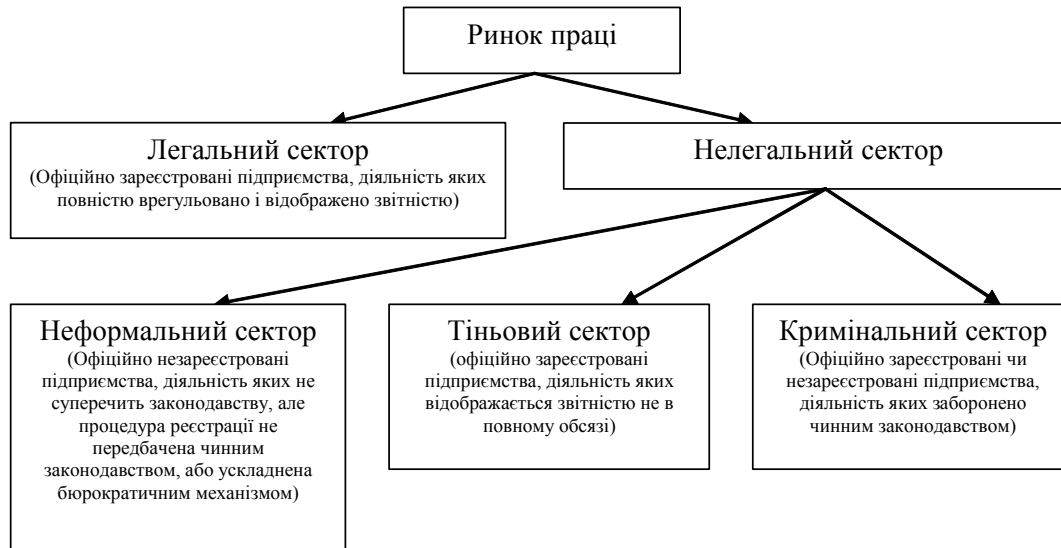 Ринок праці
Легальний сектор
(Офіційно зареєстровані підприємства, діяльність яких
повністю врегульовано і відображено звітністю)
Нелегальний сектор
Неформальний сектор
(Офіційно незареєстровані
підприємства, діяльність яких не
суперечить законодавству, але
процедура реєстрації не
передбачена чинним
законодавством, або ускладнена
бюрократичним механізмом)
Тіньовий сектор
(офіційно зареєстровані
підприємства, діяльність яких
відображається звітністю не в
повному обсязі)
Кримінальний сектор
(Офіційно зареєстровані чи
незареєстровані підприємства,
діяльність яких заборонено
чинним законодавством)